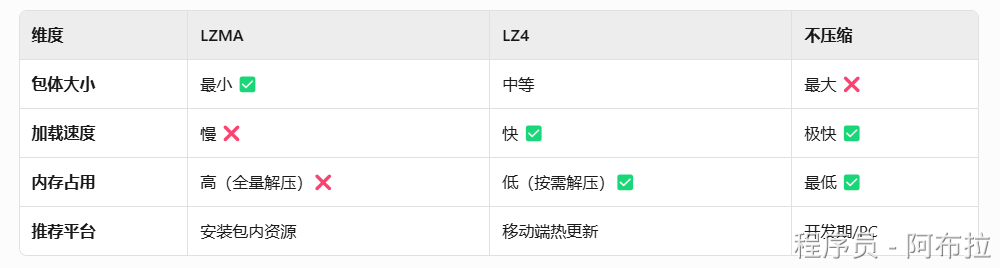 维度 LZMA LZ4 不压缩
包体大小 最小 ✅ 中等 最大 ❌
加载速度 慢 ❌ 快 ✅ 极快 ✅
内存占用 高（全量解压）❌ 低（按需解压）✅ 最低 ✅
推荐平台 安装包内资源 移动端热更新 开发期/PC
程序员 - 阿布拉